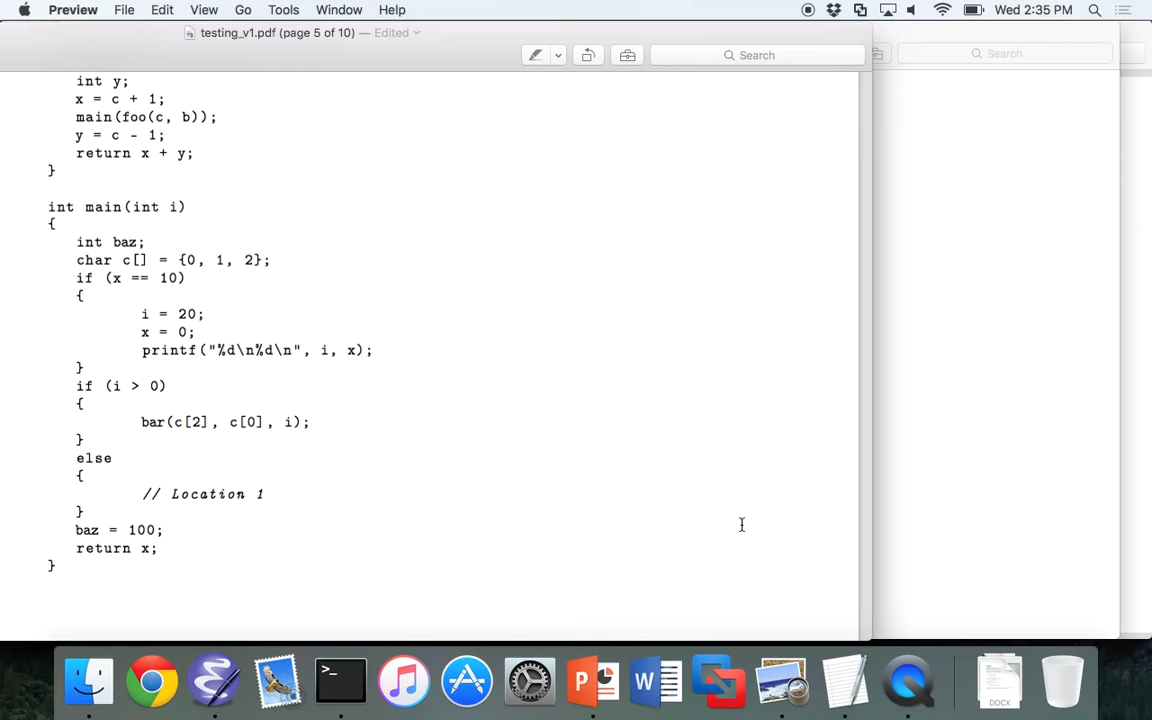 Preview File Edit View Go Tools Window Help Wed 2:35 PM
testing_v1.pdf (page 5 of 10) — Edited
Search
Search
int y;
x = c + 1;
main(foo(c, b));
y = c - 1;
return x + y;
}
int main(int i)
{
int baz;
char c[] = {0, 1, 2};
if (x == 10)
{
i = 20;
x = 0;
printf("%d\n%d\n", i, x);
}
if (i > 0)
{
bar(c[2], c[0], i);
}
else
{
// Location 1
}
baz = 100;
return x;
}
>_
P
W
DOCX